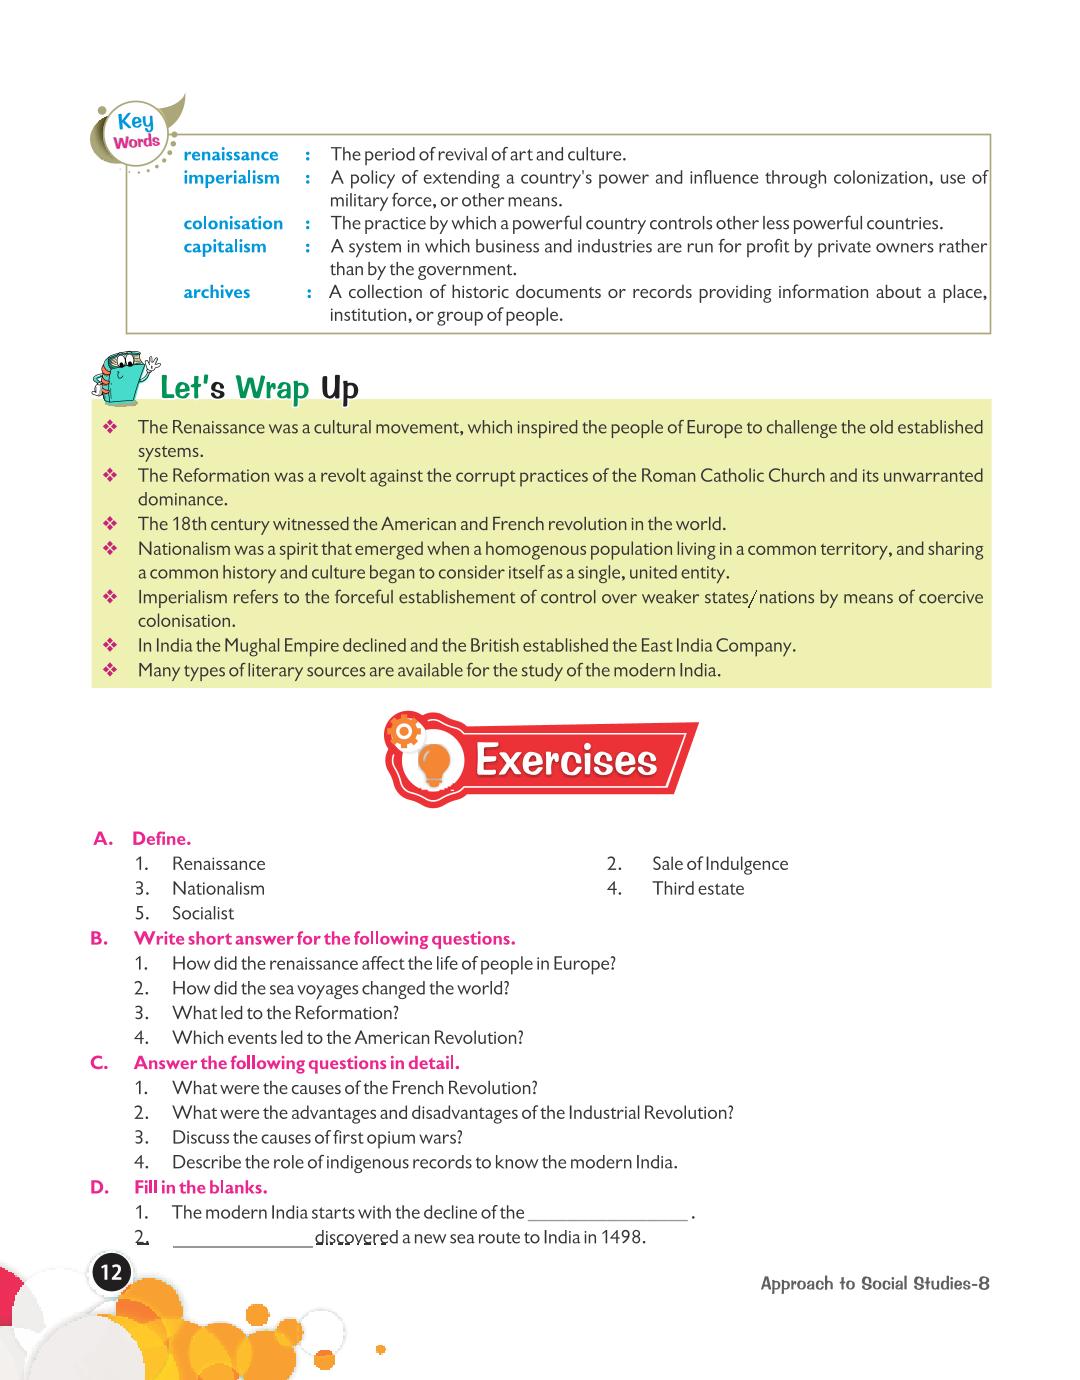 Key
Words
renaissance : The period of revival of art and culture.
imperialism : A policy of extending a country's power and influence through colonization, use of
military force, or other means.
colonisation : The practice by which a powerful country controls other less powerful countries.
capitalism : A system in which business and industries are run for profit by private owners rather
than by the government.
archives : A collection of historic documents or records providing information about a place,
institution, or group of people.
Let's Wrap Up
❖ The Renaissance was a cultural movement, which inspired the people of Europe to challenge the old established
systems.
❖ The Reformation was a revolt against the corrupt practices of the Roman Catholic Church and its unwarranted
dominance.
❖ The 18th century witnessed the American and French revolution in the world.
❖ Nationalism was a spirit that emerged when a homogenous population living in a common territory, and sharing
a common history and culture began to consider itself as a single, united entity.
❖ Imperialism refers to the forceful establishement of control over weaker states/nations by means of coercive
colonisation.
❖ In India the Mughal Empire declined and the British established the East India Company.
❖ Many types of literary sources are available for the study of the modern India.
Exercises
A. Define.
1. Renaissance 2. Sale of Indulgence
3. Nationalism 4. Third estate
5. Socialist
B. Write short answer for the following questions.
1. How did the renaissance affect the life of people in Europe?
2. How did the sea voyages changed the world?
3. What led to the Reformation?
4. Which events led to the American Revolution?
C. Answer the following questions in detail.
1. What were the causes of the French Revolution?
2. What were the advantages and disadvantages of the Industrial Revolution?
3. Discuss the causes of first opium wars?
4. Describe the role of indigenous records to know the modern India.
D. Fill in the blanks.
1. The modern India starts with the decline of the _________________ .
2. _______________ discovered a new sea route to India in 1498.
12
Approach to Social Studies-8